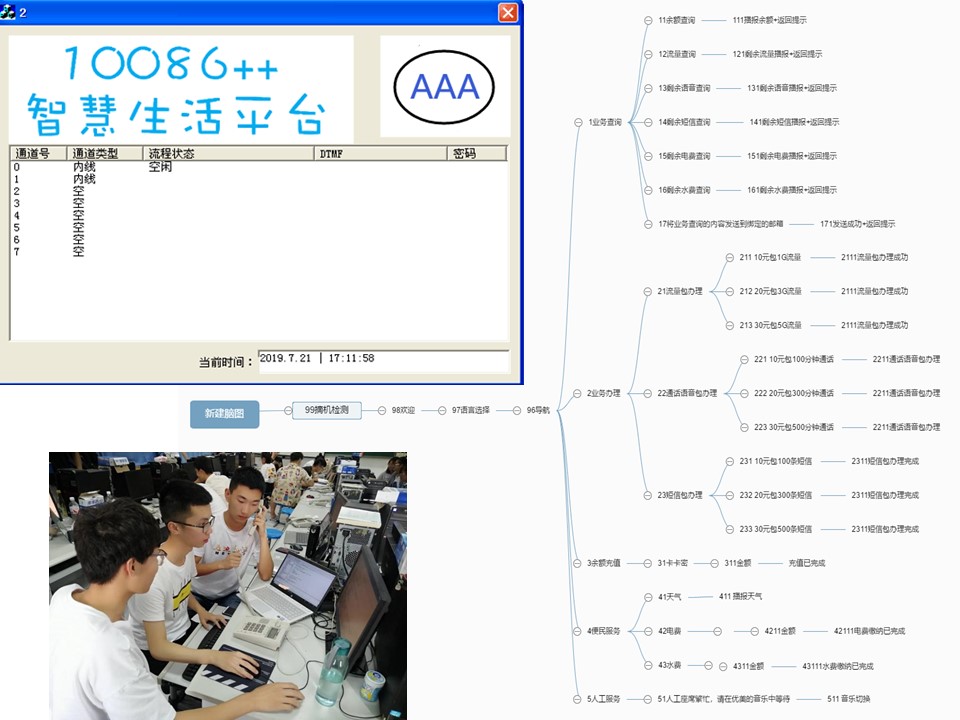 2
10086++
智慧生活平台
AAA
通道号 通道类型 流程状态 DTMF 密码
0 内线 空闲
1 内线
2 空
3 空
4 空
5 空
6 空
7 空
当前时间： 2019.7.21 | 17:11:58
新建脑图
99摘机检测
98欢迎
97语言选择
96导航
1业务查询
11余额查询 111播报余额+返回提示
12流量查询 121剩余流量播报+返回提示
13剩余语音查询 131剩余语音播报+返回提示
14剩余短信查询 141剩余短信播报+返回提示
15剩余电费查询 151剩余电费播报+返回提示
16剩余水费查询 161剩余水费播报+返回提示
17将业务查询的内容发送到绑定的邮箱 171发送成功+返回提示
2业务办理
21流量包办理
211 10元包1G流量 2111流量包办理成功
212 20元包3G流量 2111流量包办理成功
213 30元包5G流量 2111流量包办理成功
22通话语音包办理
221 10元包100分钟通话 2211通话语音包办理
222 20元包300分钟通话 2211通话语音包办理
223 30元包500分钟通话 2211通话语音包办理
23短信包办理
231 10元包100条短信 2311短信包办理完成
232 20元包300条短信 2311短信包办理完成
233 30元包500条短信 2311短信包办理完成
3余额充值 31卡卡密 311金额 充值已完成
4便民服务
41天气 411 播报天气
42电费 4211金额 42111电费缴纳已完成
43水费 4311金额 43111水费缴纳已完成
5人工服务 51人工座席繁忙，请在优美的音乐中等待 511 音乐切换